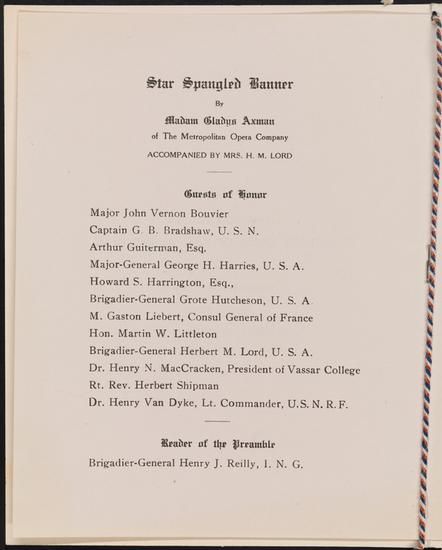 Star Spangled Banner
By
Madam Gladys Axman
of The Metropolitan Opera Company
ACCOMPANIED BY MRS. H. M. LORD
Guests of Honor
Major John Vernon Bouvier
Captain G. B. Bradshaw, U. S. N.
Arthur Guiterman, Esq.
Major-General George H. Harries, U. S. A.
Howard S. Harrington, Esq.,
Brigadier-General Grote Hutcheson, U. S. A.
M. Gaston Liebert, Consul General of France
Hon. Martin W. Littleton
Brigadier-General Herbert M. Lord, U. S. A.
Dr. Henry N. MacCracken, President of Vassar College
Rt. Rev. Herbert Shipman
Dr. Henry Van Dyke, Lt. Commander, U.S.N.R.F.
Reader of the Preamble
Brigadier-General Henry J. Reilly, I. N. G.